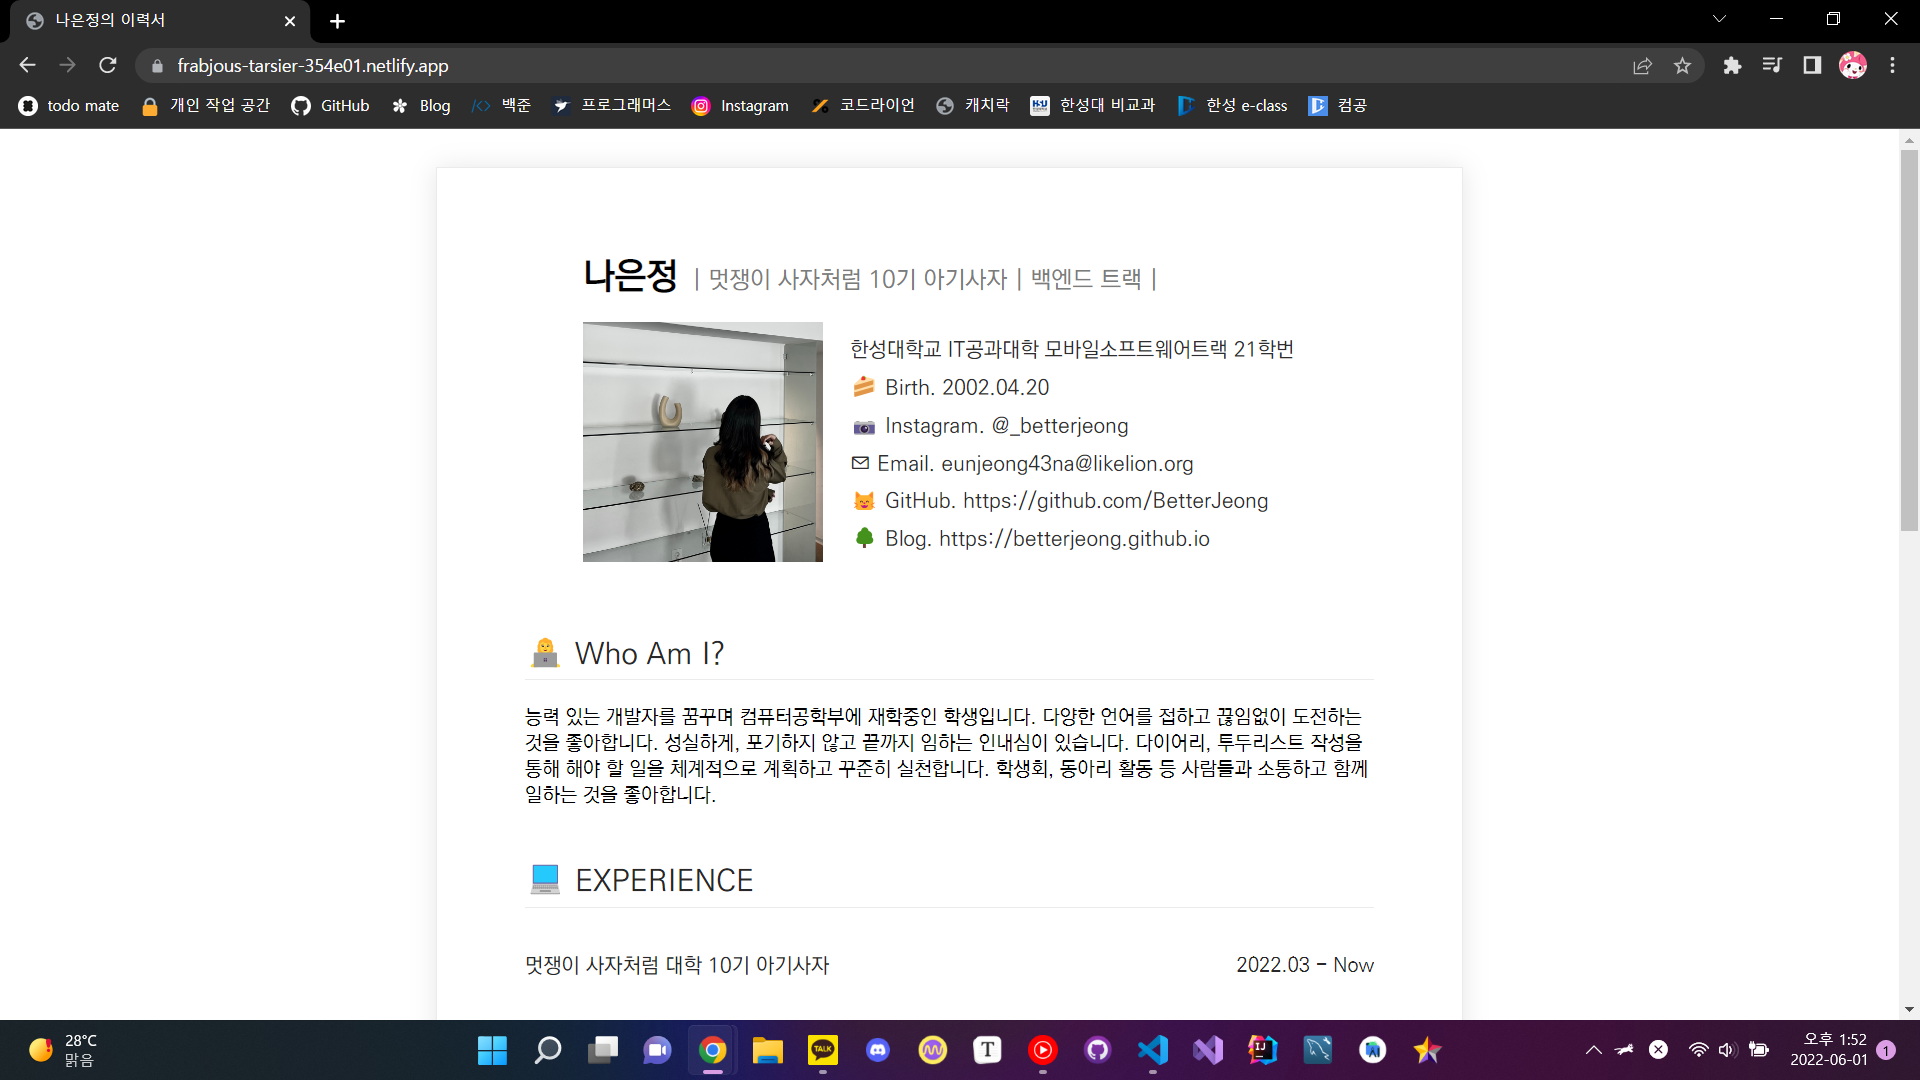 나은정의 이력서
frabjous-tarsier-354e01.netlify.app
todo mate 개인 작업 공간 GitHub Blog 백준 프로그래머스 Instagram 코드라이언 캐치락 한성대 비교과 한성 e-class 컴공
나은정 | 멋쟁이 사자처럼 10기 아기사자 | 백엔드 트랙 |
한성대학교 IT공과대학 모바일소프트웨어트랙 21학번
Birth. 2002.04.20
Instagram. @_betterjeong
Email. eunjeong43na@likelion.org
GitHub. https://github.com/BetterJeong
Blog. https://betterjeong.github.io
Who Am I?
능력 있는 개발자를 꿈꾸며 컴퓨터공학부에 재학중인 학생입니다. 다양한 언어를 접하고 끊임없이 도전하는
것을 좋아합니다. 성실하게, 포기하지 않고 끝까지 임하는 인내심이 있습니다. 다이어리, 투두리스트 작성을
통해 해야 할 일을 체계적으로 계획하고 꾸준히 실천합니다. 학생회, 동아리 활동 등 사람들과 소통하고 함께
일하는 것을 좋아합니다.
EXPERIENCE
멋쟁이 사자처럼 대학 10기 아기사자 2022.03 - Now
28°C
맑음
TALK
T
IJ
오후 1:52
2022-06-01
1